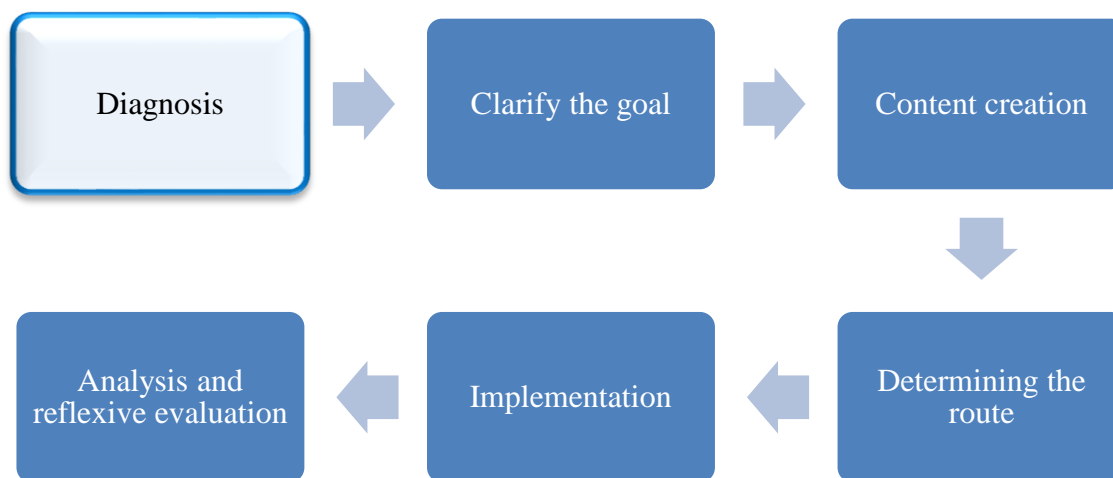 Diagnosis
Clarify the goal
Content creation
Determining the
route
Implementation
Analysis and
reflexive evaluation